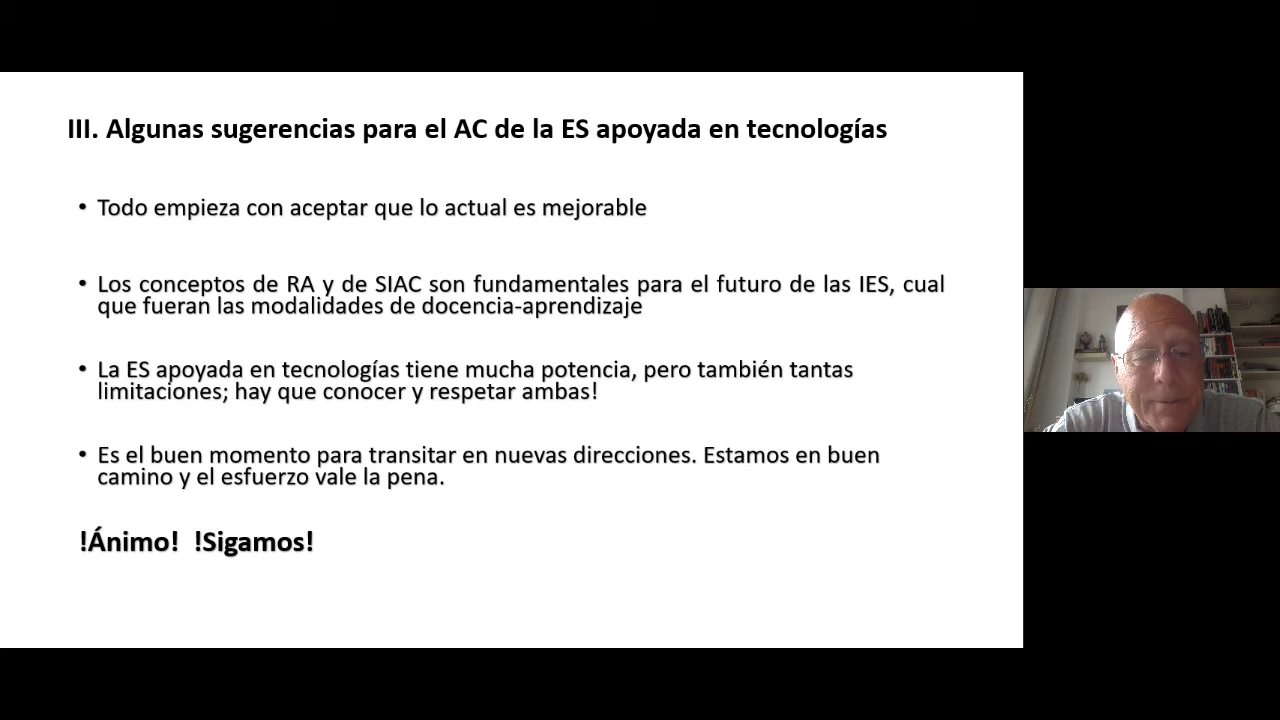 III. Algunas sugerencias para el AC de la ES apoyada en tecnologías
• Todo empieza con aceptar que lo actual es mejorable
• Los conceptos de RA y de SIAC son fundamentales para el futuro de las IES, cual
que fueran las modalidades de docencia-aprendizaje
• La ES apoyada en tecnologías tiene mucha potencia, pero también tantas
limitaciones; hay que conocer y respetar ambas!
• Es el buen momento para transitar en nuevas direcciones. Estamos en buen
camino y el esfuerzo vale la pena.
!Ánimo! !Sigamos!